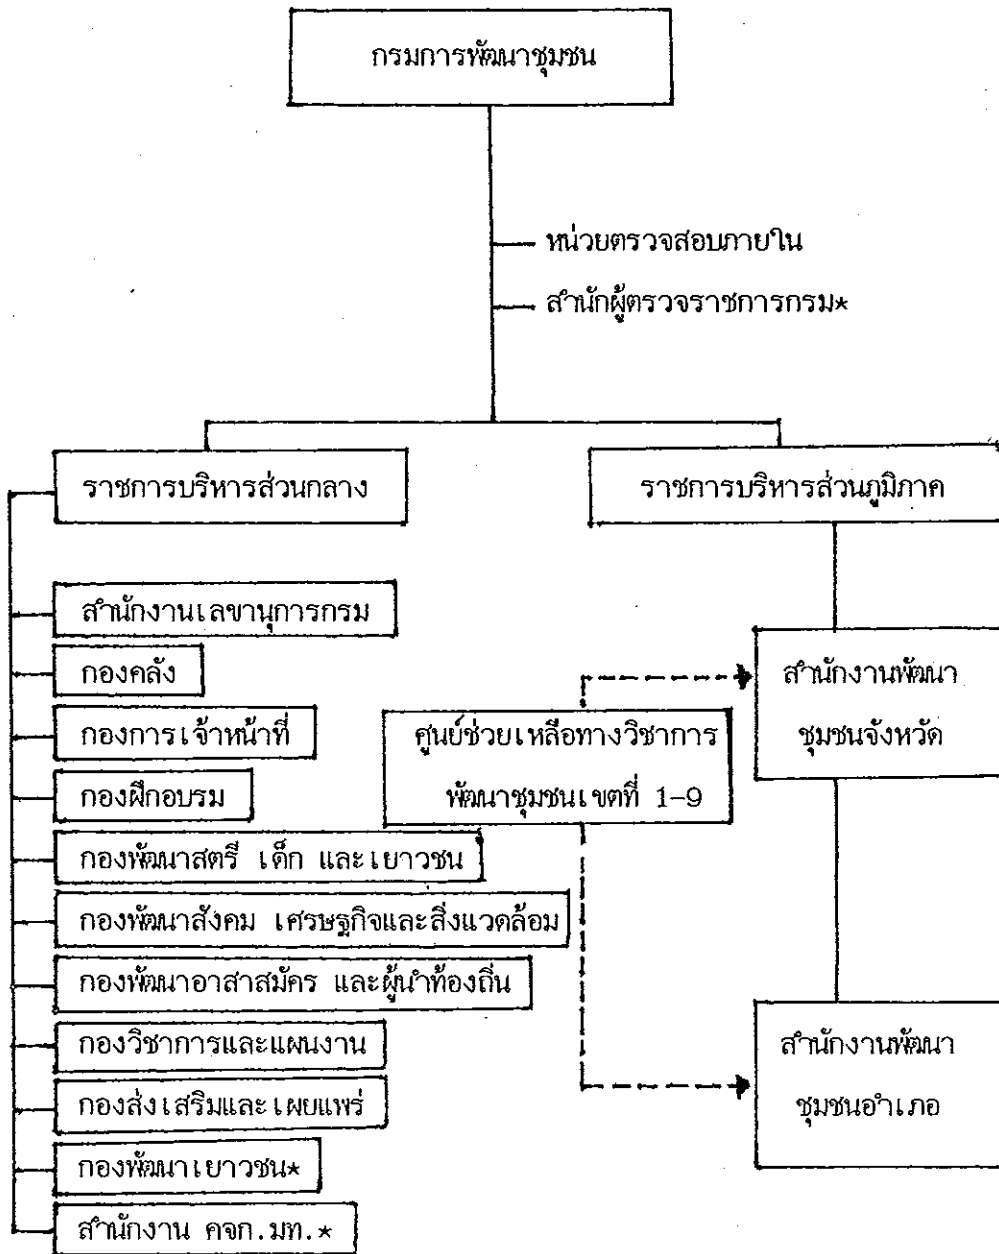 กรมการพัฒนาชุมชน
หน่วยตรวจสอบภายใน
สำนักผู้ตรวจราชการกรม*
ราชการบริหารส่วนกลาง
ราชการบริหารส่วนภูมิภาค
สำนักงานเลขานุการกรม
กองคลัง
กองการเจ้าหน้าที่
กองฝึกอบรม
กองพัฒนาสตรี เด็ก และเยาวชน
กองพัฒนาสังคม เศรษฐกิจและสิ่งแวดล้อม
กองพัฒนาอาสาสมัคร และผู้นำท้องถิ่น
กองวิชาการและแผนงาน
กองส่งเสริมและเผยแพร่
กองพัฒนาเยาวชน*
สำนักงาน คจก.มท.*
ศูนย์ช่วยเหลือทางวิชาการ
พัฒนาชุมชนเขตที่ 1-9
สำนักงานพัฒนา
ชุมชนจังหวัด
สำนักงานพัฒนา
ชุมชนอำเภอ